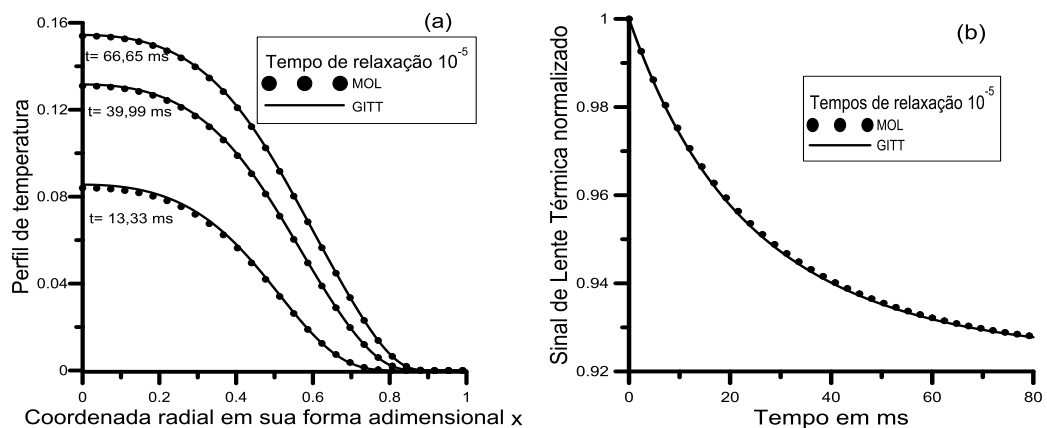 (a)
0.16
0.12
0.08
0.04
0
Perfil de temperatura
t= 66,65 ms
t= 39,99 ms
t= 13,33 ms
Tempo de relaxação 10-5
MOL
GITT
0 0.2 0.4 0.6 0.8 1
Coordenada radial em sua forma adimensional x
(b)
1
0.98
0.96
0.94
0.92
Sinal de Lente Térmica normalizado
Tempos de relaxação 10-5
MOL
GITT
0 20 40 60 80
Tempo em ms